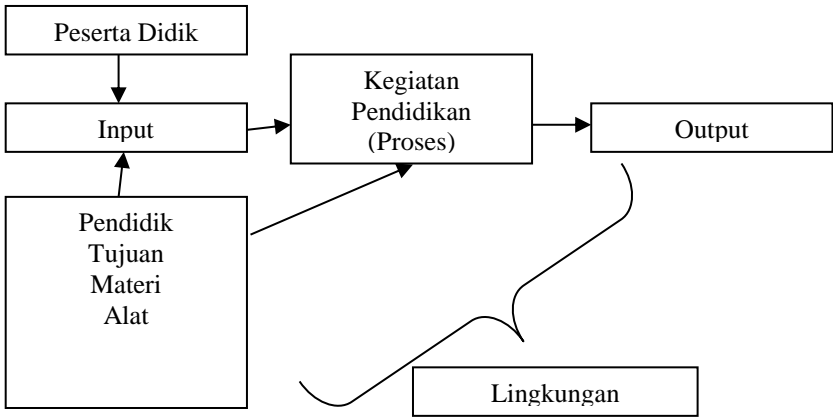 Peserta Didik
Input
Kegiatan
Pendidikan
(Proses)
Output
Pendidik
Tujuan
Materi
Alat
Lingkungan